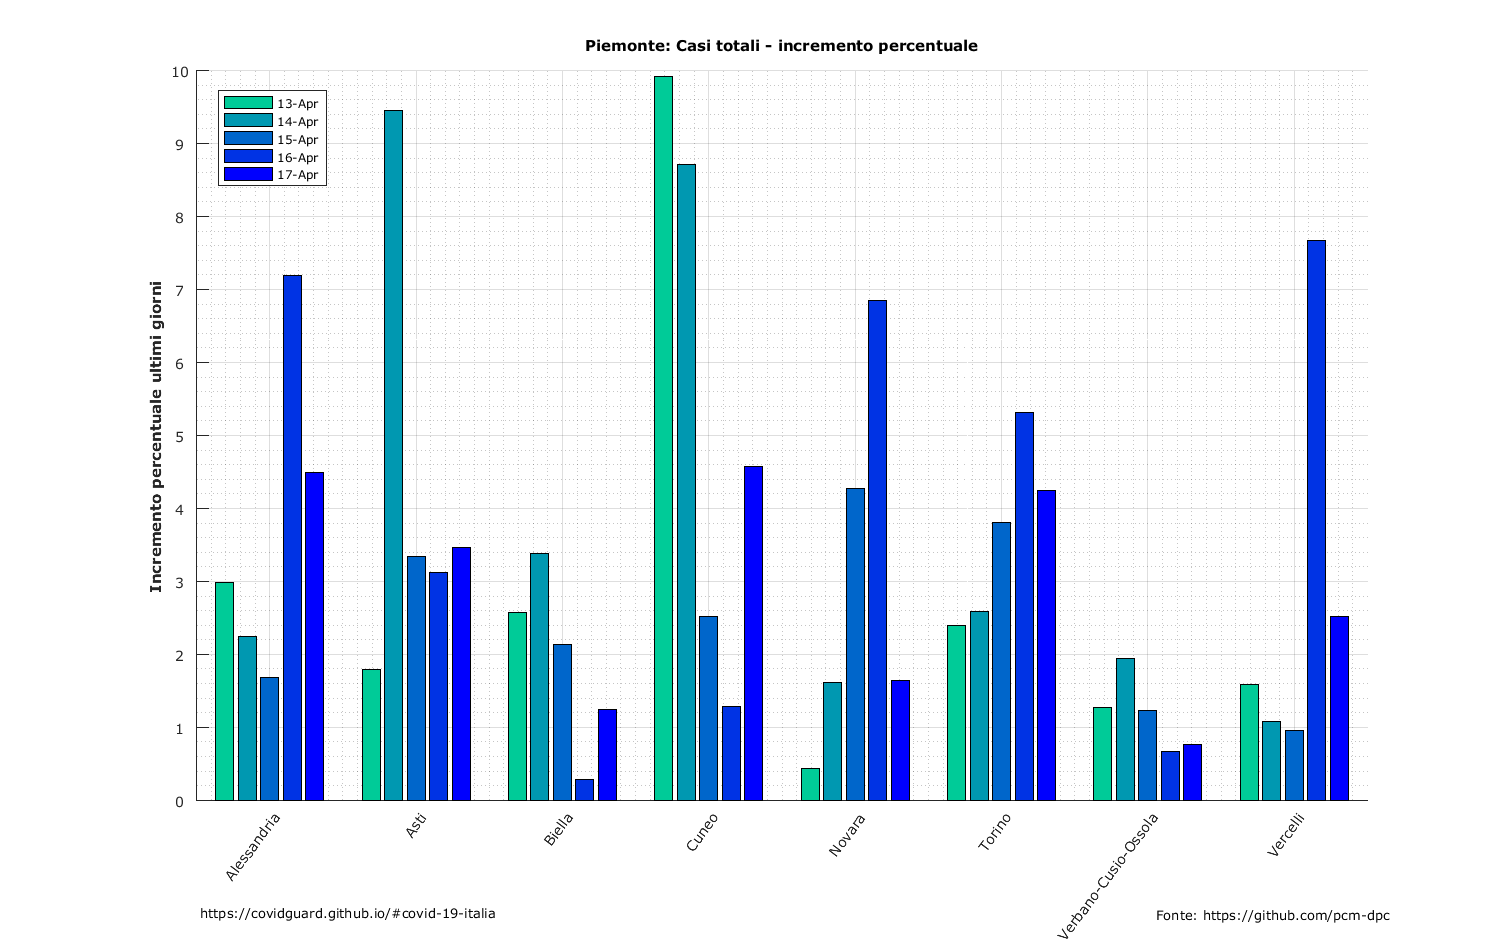 Piemonte: Casi totali - incremento percentuale
10
9
8
7
6
5
4
3
2
1
0
Incremento percentuale ultimi giorni
13-Apr
14-Apr
15-Apr
16-Apr
17-Apr
Alessandria
Asti
Biella
Cuneo
Novara
Torino
Verbano-Cusio-Ossola
Vercelli
https://covidguard.github.io/#covid-19-italia
Fonte: https://github.com/pcm-dpc